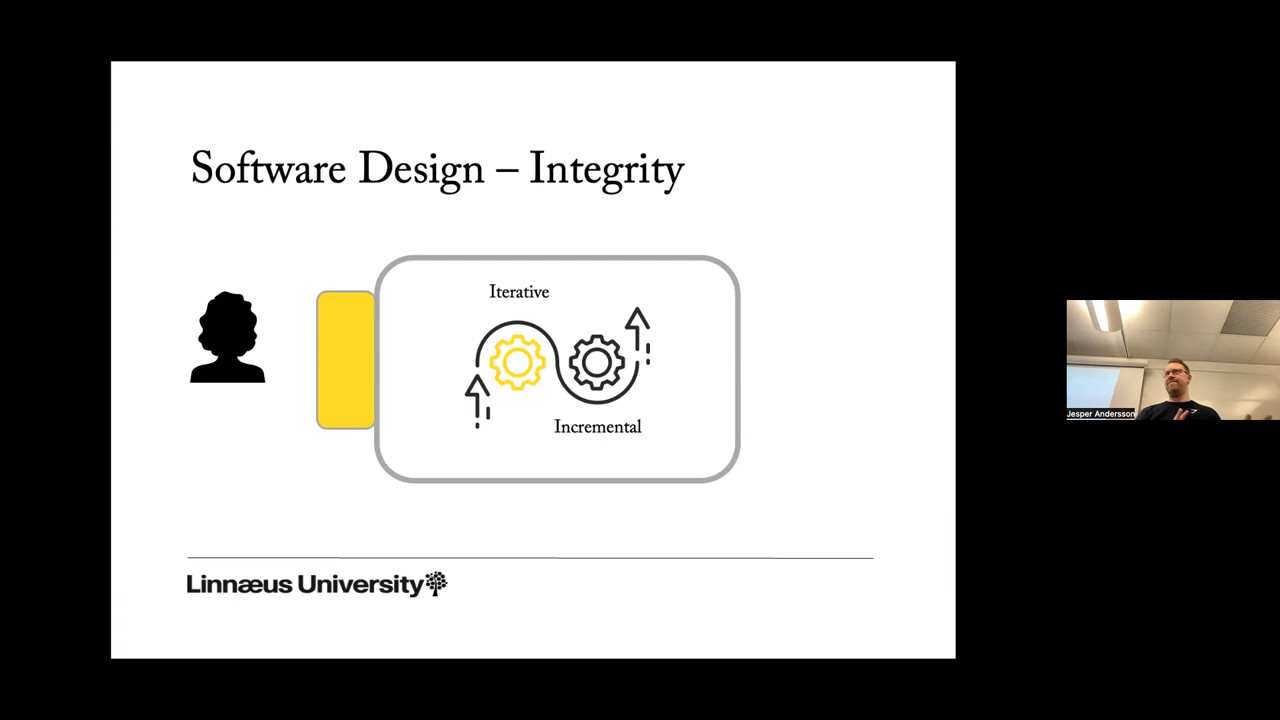 Software Design – Integrity
Iterative
Incremental
Linnæus University
Jesper Andersson